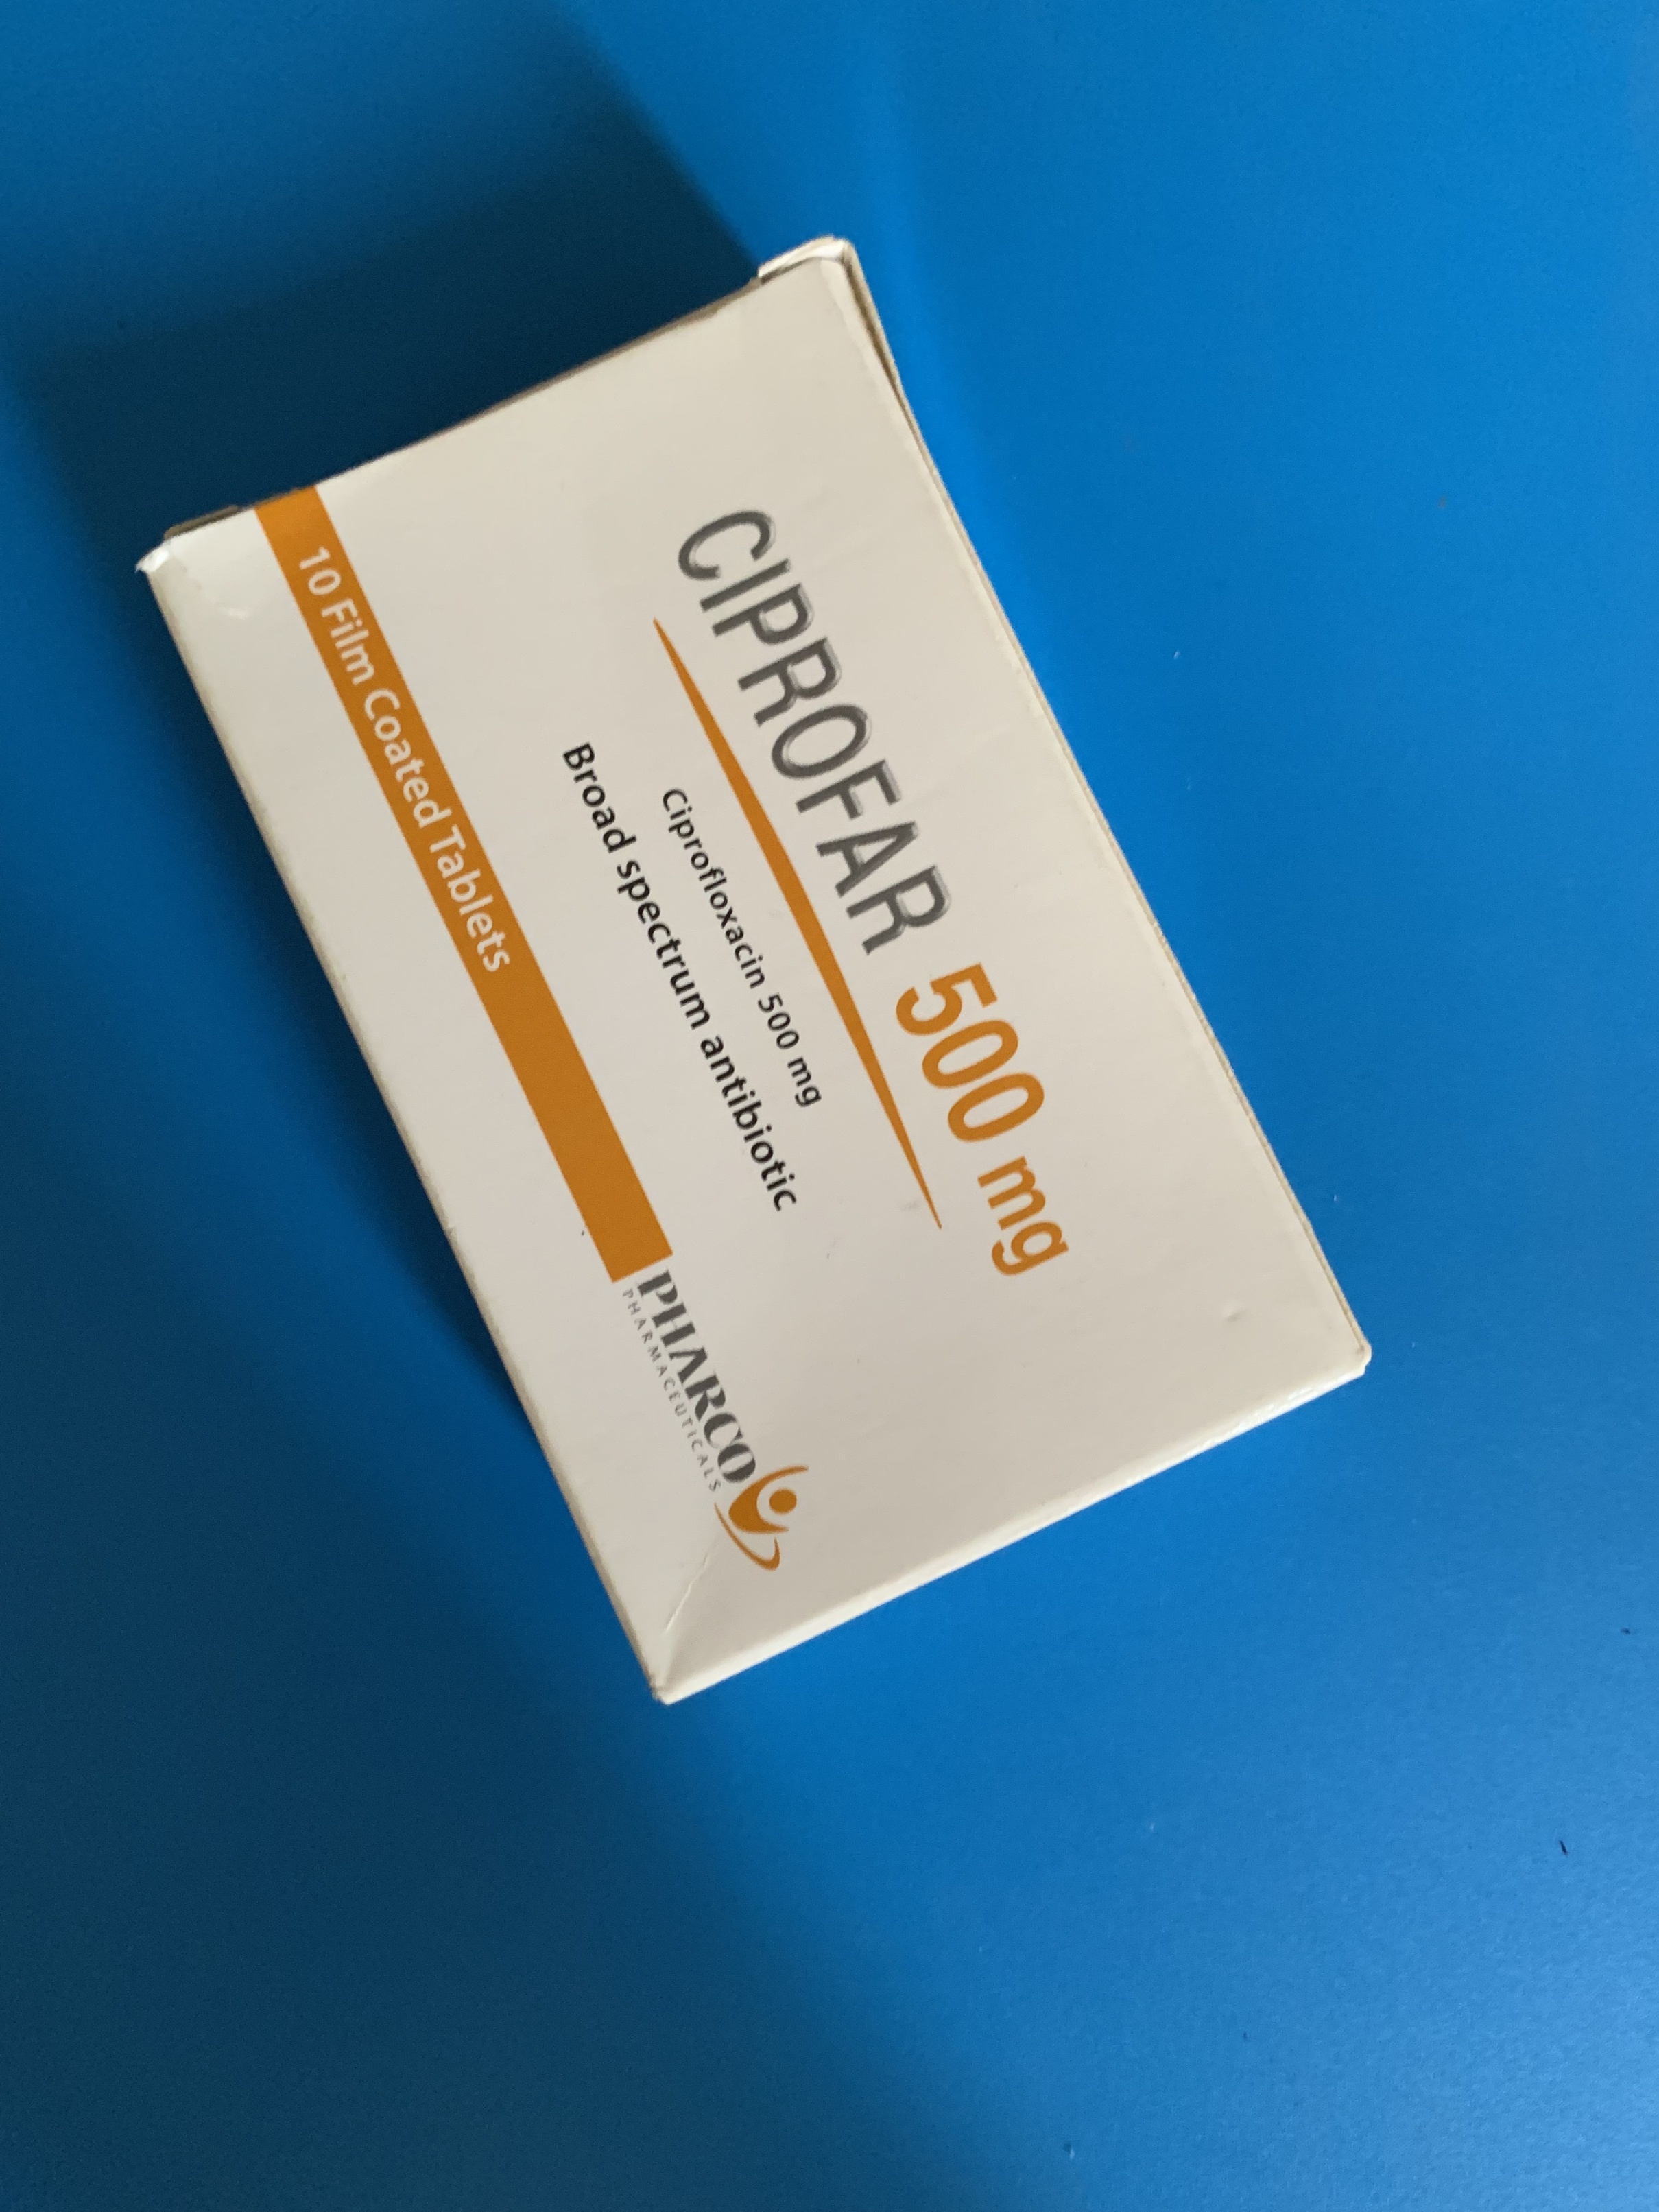 CIPROFAR 500 mg
Ciprofloxacin 500 mg
Broad spectrum antibiotic
10 Film Coated Tablets
PHARCO
PHARMACEUTICALS